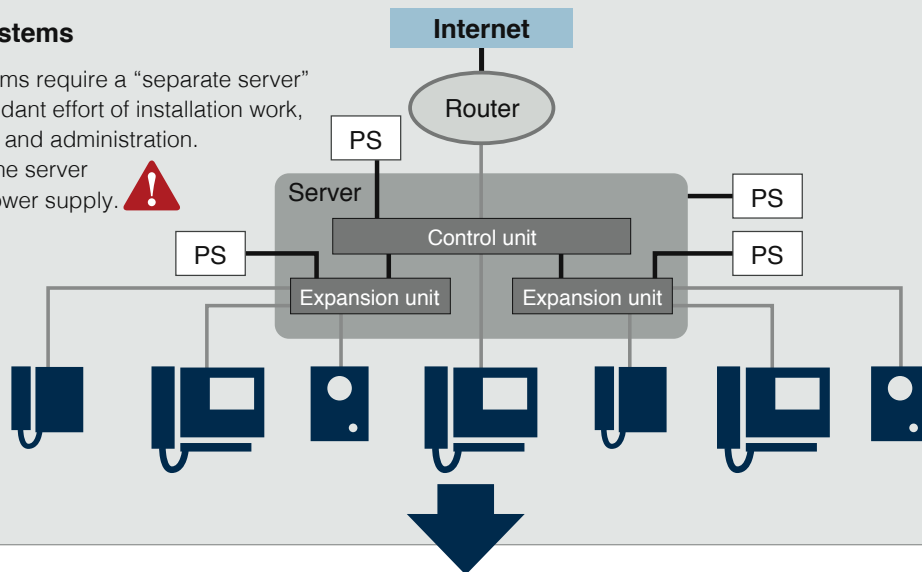 stems
ms require a “separate server”
dant effort of installation work,
and administration.
ne server
ower supply.
Internet
Router
PS
Server
PS
Control unit
PS
PS
Expansion unit
Expansion unit